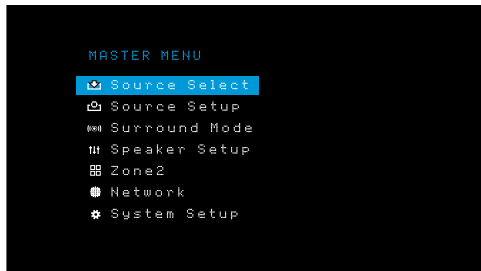 MASTER MENU
Source Select
Source Setup
Surround Mode
Speaker Setup
Zone2
Network
System Setup